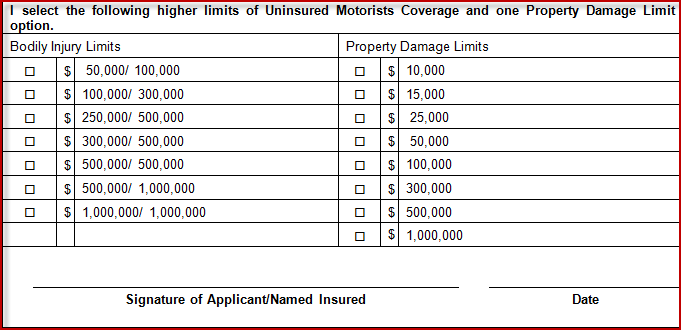 I select the following higher limits of Uninsured Motorists Coverage and one Property Damage Limit
option.
Bodily Injury Limits Property Damage Limits
☐ $ 50,000/ 100,000 ☐ $ 10,000
☐ $ 100,000/ 300,000 ☐ $ 15,000
☐ $ 250,000/ 500,000 ☐ $ 25,000
☐ $ 300,000/ 500,000 ☐ $ 50,000
☐ $ 500,000/ 500,000 ☐ $ 100,000
☐ $ 500,000/ 1,000,000 ☐ $ 300,000
☐ $ 1,000,000/ 1,000,000 ☐ $ 500,000
☐ $ 1,000,000
Signature of Applicant/Named Insured Date